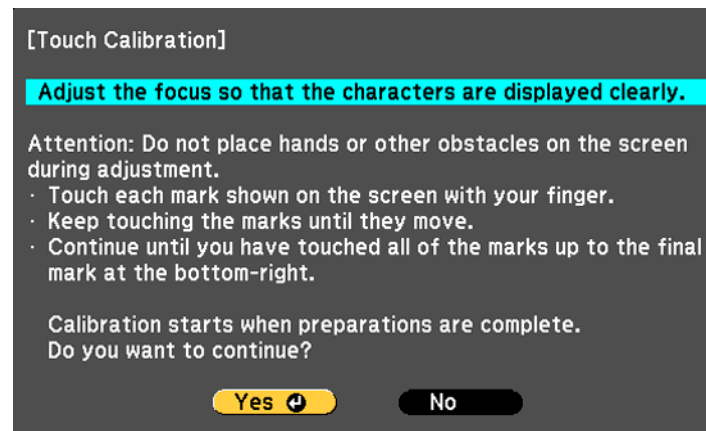 [Touch Calibration]
Adjust the focus so that the characters are displayed clearly.
Attention: Do not place hands or other obstacles on the screen
during adjustment.
· Touch each mark shown on the screen with your finger.
· Keep touching the marks until they move.
· Continue until you have touched all of the marks up to the final
mark at the bottom-right.
Calibration starts when preparations are complete.
Do you want to continue?
Yes No